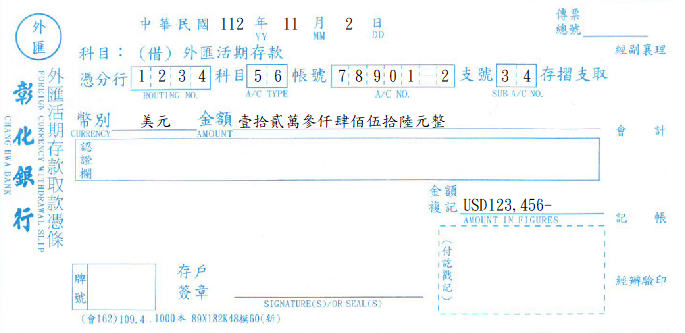 外匯
中華民國 112 年 11 月 2 日
YY MM DD
傳票
總號
科目：(借) 外匯活期存款
經副襄理
憑分行 1 2 3 4 科目 5 6 帳號 7 8 9 0 1 - 2 支號 3 4 存摺支取
ROUTING NO. A/C TYPE A/C NO. SUB A/C NO.
幣別 美元 金額 壹拾貳萬參仟肆佰伍拾陸元整
CURRENCY AMOUNT
會計
認證欄
金額
複記 USD123,456-
AMOUNT IN FIGURES
記帳
(付訖戳記)
牌號
存戶
簽章
SIGNATURE(S)/OR SEAL(S)
經辦驗印
(會162)109.4.1000本 89X182K48模60(新)
外匯活期存款取款憑條
FOREIGN CURRENCY WITHDRAWAL SLIP
彰化銀行
CHANG HWA BANK